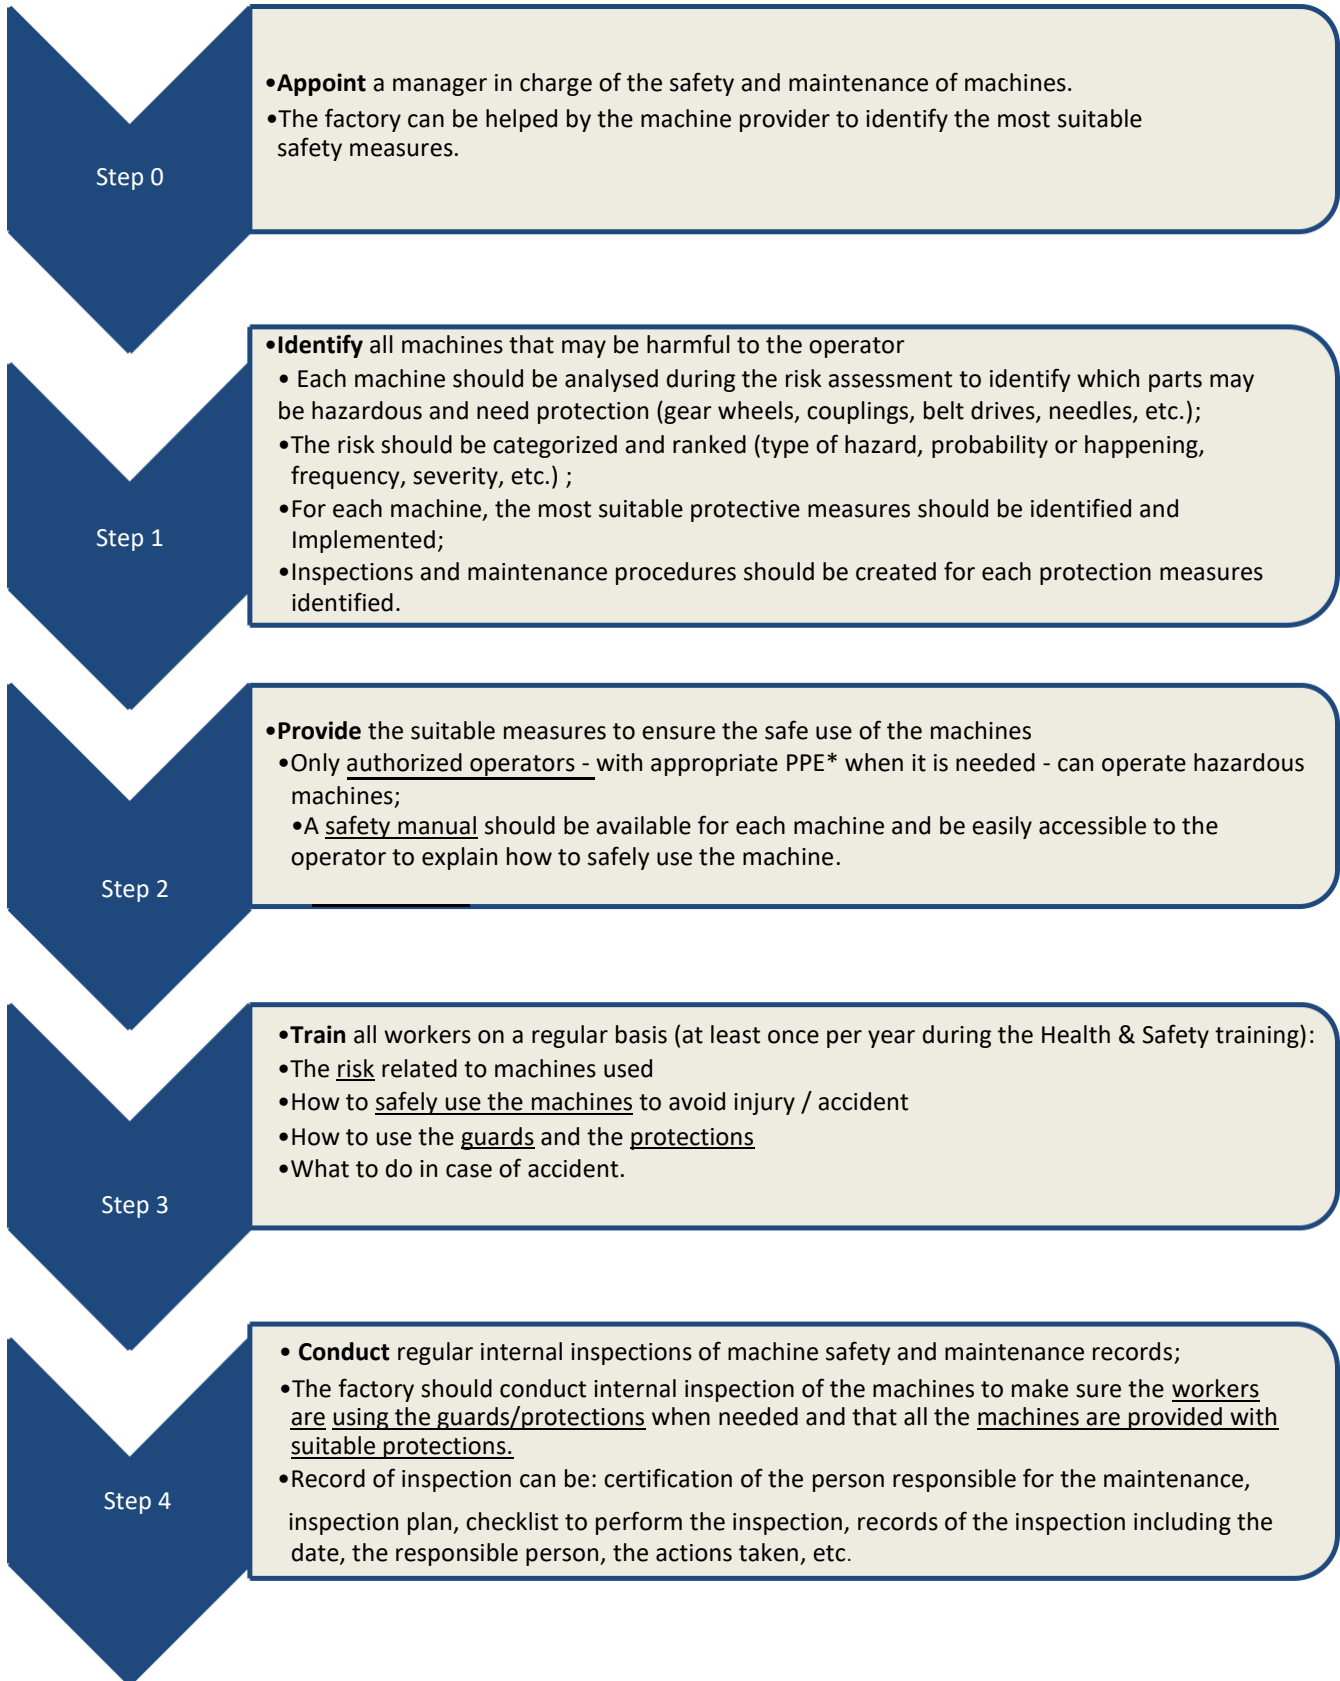 Step 0
•Appoint a manager in charge of the safety and maintenance of machines.
•The factory can be helped by the machine provider to identify the most suitable
safety measures.
Step 1
•Identify all machines that may be harmful to the operator
• Each machine should be analysed during the risk assessment to identify which parts may
be hazardous and need protection (gear wheels, couplings, belt drives, needles, etc.);
•The risk should be categorized and ranked (type of hazard, probability or happening,
frequency, severity, etc.) ;
•For each machine, the most suitable protective measures should be identified and
Implemented;
•Inspections and maintenance procedures should be created for each protection measures
identified.
Step 2
•Provide the suitable measures to ensure the safe use of the machines
•Only authorized operators - with appropriate PPE* when it is needed - can operate hazardous
machines;
•A safety manual should be available for each machine and be easily accessible to the
operator to explain how to safely use the machine.
Step 3
•Train all workers on a regular basis (at least once per year during the Health & Safety training):
•The risk related to machines used
•How to safely use the machines to avoid injury / accident
•How to use the guards and the protections
•What to do in case of accident.
Step 4
• Conduct regular internal inspections of machine safety and maintenance records;
•The factory should conduct internal inspection of the machines to make sure the workers
are using the guards/protections when needed and that all the machines are provided with
suitable protections.
•Record of inspection can be: certification of the person responsible for the maintenance,
inspection plan, checklist to perform the inspection, records of the inspection including the
date, the responsible person, the actions taken, etc.